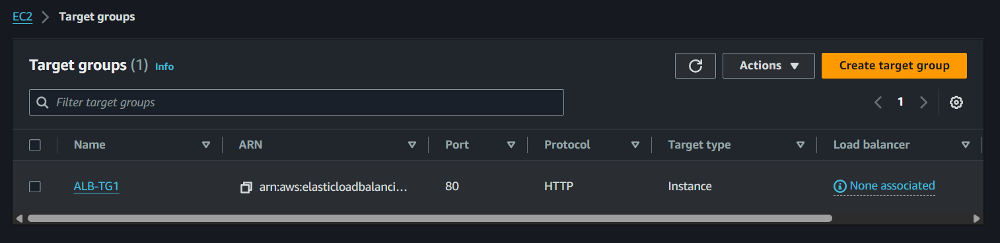 EC2 > Target groups
Target groups (1) Info
Actions
Create target group
Filter target groups
1
Name ARN Port Protocol Target type Load balancer
ALB-TG1 arn:aws:elasticloadbalanci... 80 HTTP Instance None associated